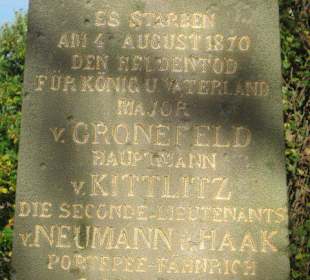 ES STARBEN
AM 4 AUGUST 1870
DEN HELDENTOD
FÜR KÖNIG U. VATERLAND
MAJOR
v. GRONEFELD
HAUPTMANN
v. KITTLITZ
DIE SECONDE-LIEUTENANTS
v. NEUMANN HAAK
PORTEPEE-FÄHNRICH